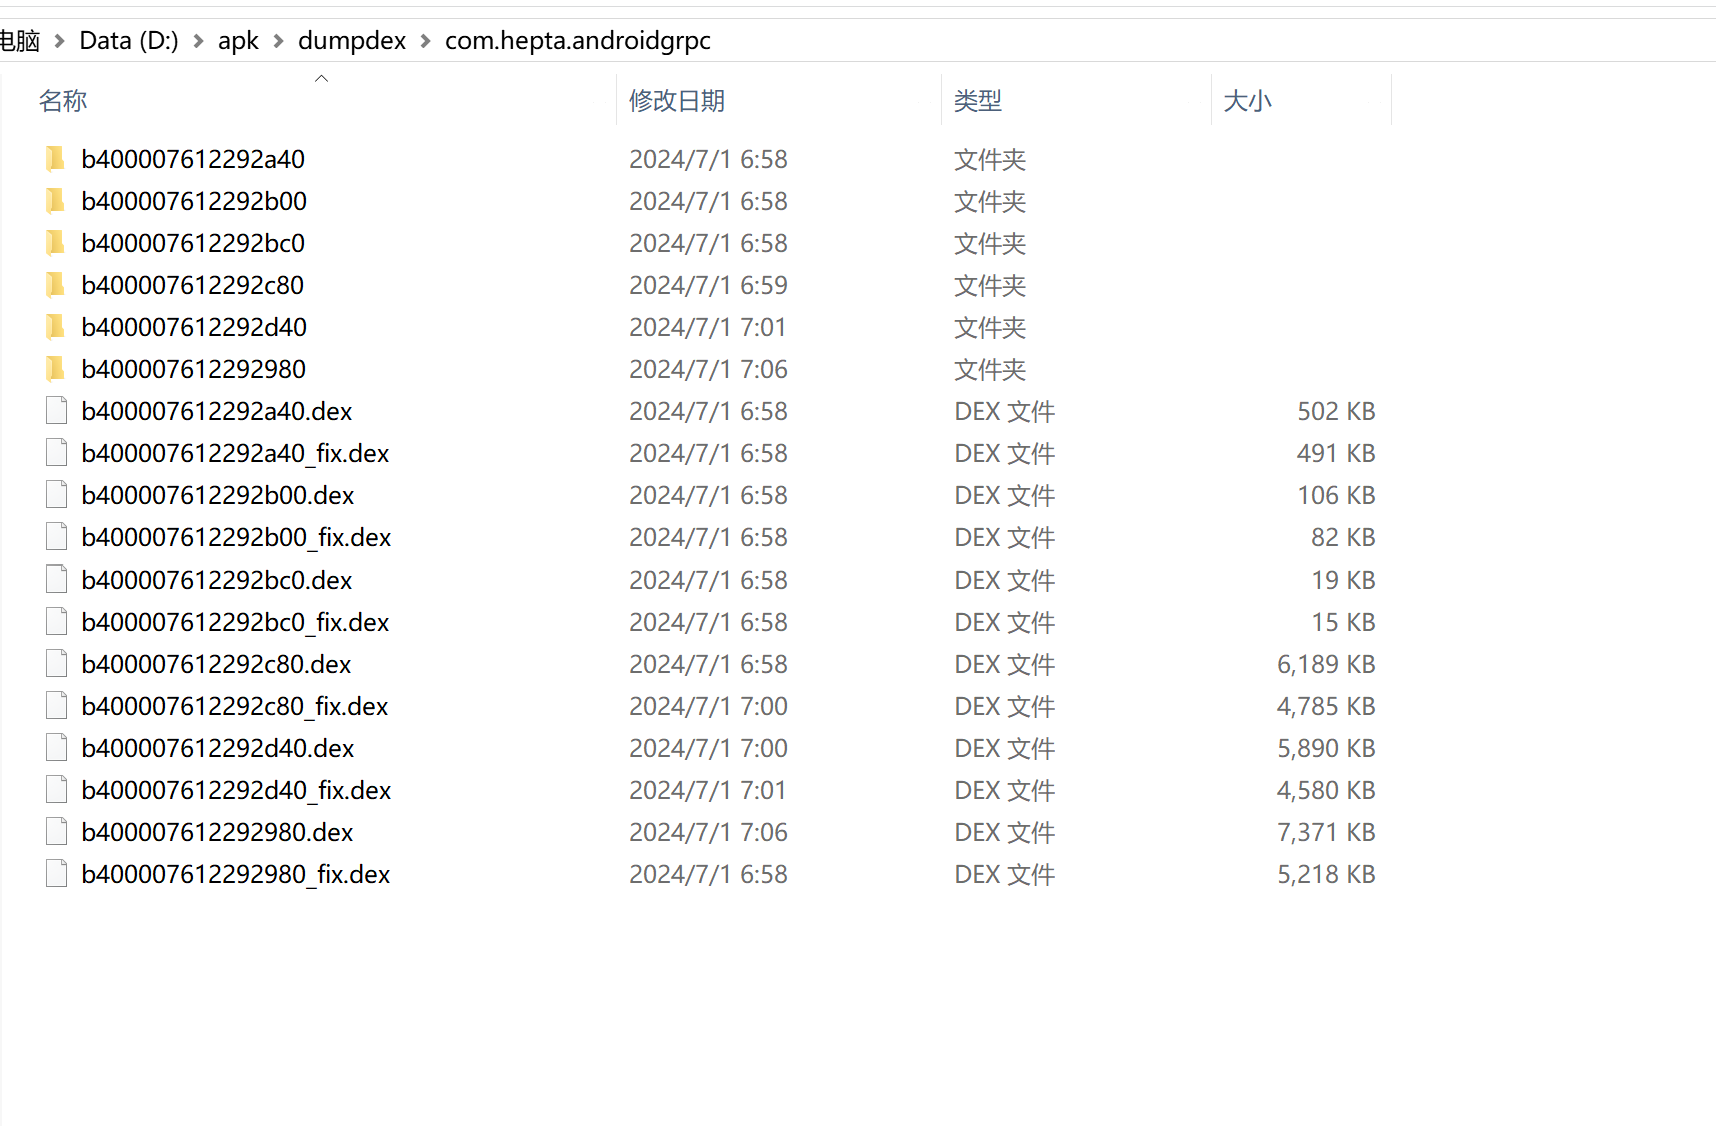 电脑 > Data (D:) > apk > dumpdex > com.hepta.androidgrpc
名称 修改日期 类型 大小
b400007612292a40 2024/7/1 6:58 文件夹
b400007612292b00 2024/7/1 6:58 文件夹
b400007612292bc0 2024/7/1 6:58 文件夹
b400007612292c80 2024/7/1 6:59 文件夹
b400007612292d40 2024/7/1 7:01 文件夹
b400007612292980 2024/7/1 7:06 文件夹
b400007612292a40.dex 2024/7/1 6:58 DEX 文件 502 KB
b400007612292a40_fix.dex 2024/7/1 6:58 DEX 文件 491 KB
b400007612292b00.dex 2024/7/1 6:58 DEX 文件 106 KB
b400007612292b00_fix.dex 2024/7/1 6:58 DEX 文件 82 KB
b400007612292bc0.dex 2024/7/1 6:58 DEX 文件 19 KB
b400007612292bc0_fix.dex 2024/7/1 6:58 DEX 文件 15 KB
b400007612292c80.dex 2024/7/1 6:58 DEX 文件 6,189 KB
b400007612292c80_fix.dex 2024/7/1 7:00 DEX 文件 4,785 KB
b400007612292d40.dex 2024/7/1 7:00 DEX 文件 5,890 KB
b400007612292d40_fix.dex 2024/7/1 7:01 DEX 文件 4,580 KB
b400007612292980.dex 2024/7/1 7:06 DEX 文件 7,371 KB
b400007612292980_fix.dex 2024/7/1 6:58 DEX 文件 5,218 KB